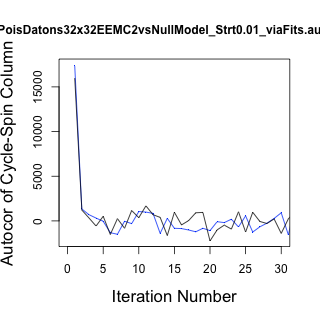 PoisDatons32x32EEMC2vsNullModel_Strt0.01_viaFits.au
Autocor of Cycle-Spin Column
15000
10000
5000
0
0 5 10 15 20 25 30
Iteration Number